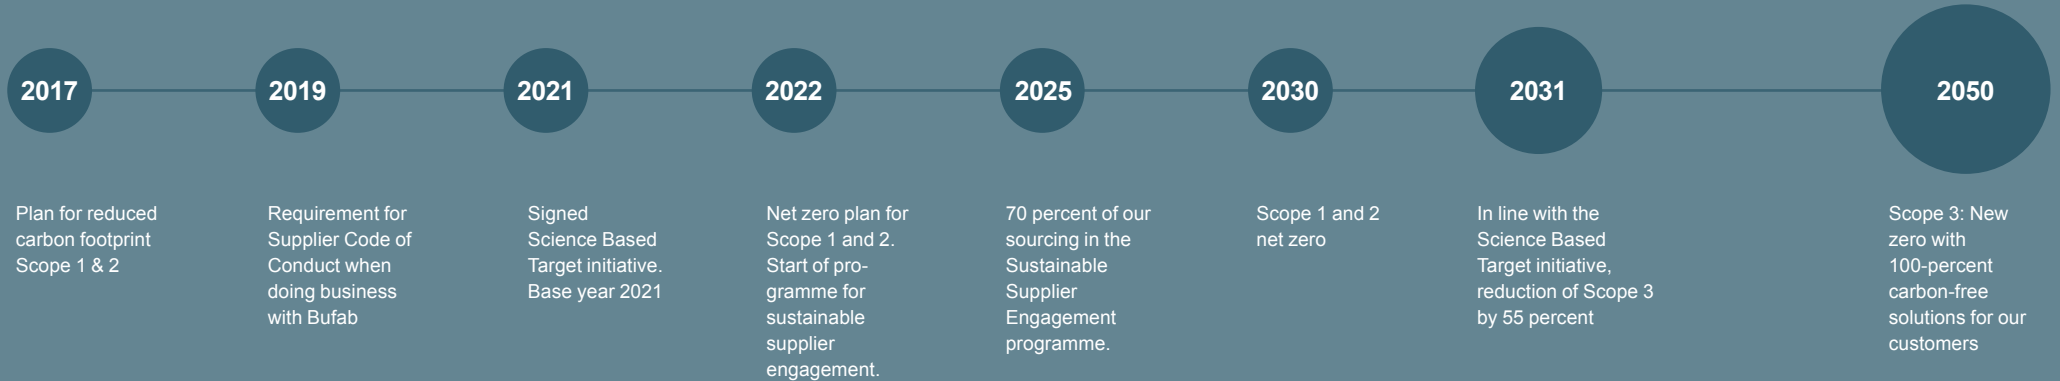 2017
2019
2021
2022
2025
2030
2031
2050
Plan for reduced
carbon footprint
Scope 1 & 2
Requirement for
Supplier Code of
Conduct when
doing business
with Bufab
Signed
Science Based
Target initiative.
Base year 2021
Net zero plan for
Scope 1 and 2.
Start of pro-
gramme for
sustainable
supplier
engagement.
70 percent of our
sourcing in the
Sustainable
Supplier
Engagement
programme.
Scope 1 and 2
net zero
In line with the
Science Based
Target initiative,
reduction of Scope 3
by 55 percent
Scope 3: New
zero with
100-percent
carbon-free
solutions for our
customers